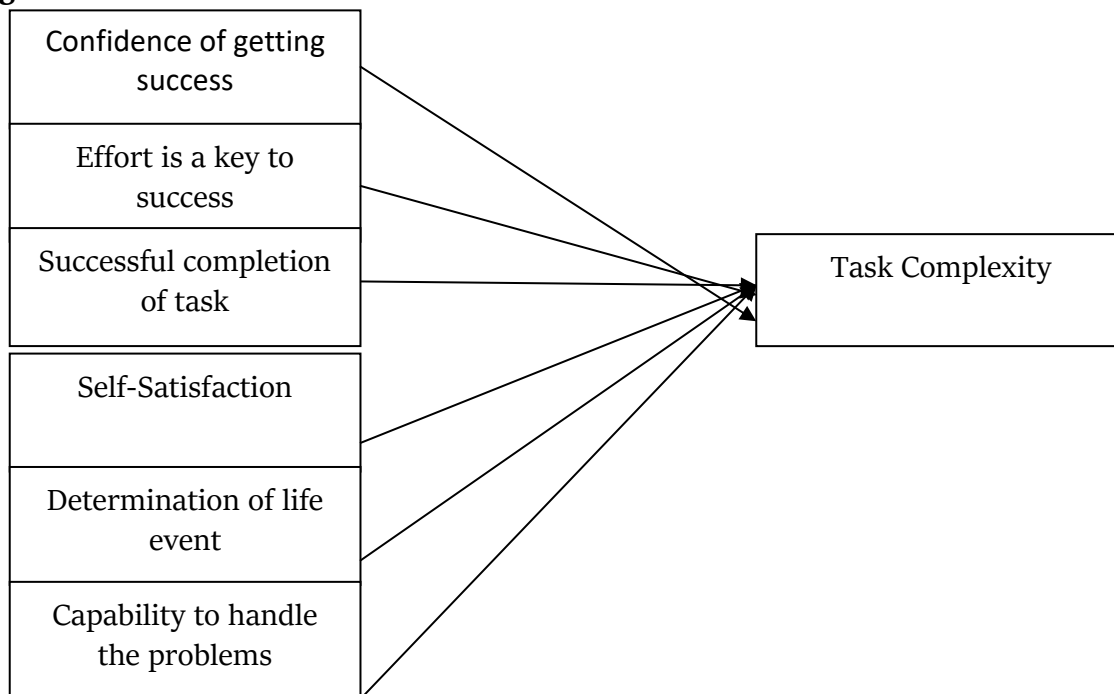 Confidence of getting
success
Effort is a key to
success
Successful completion
of task
Self-Satisfaction
Determination of life
event
Capability to handle
the problems
Task Complexity